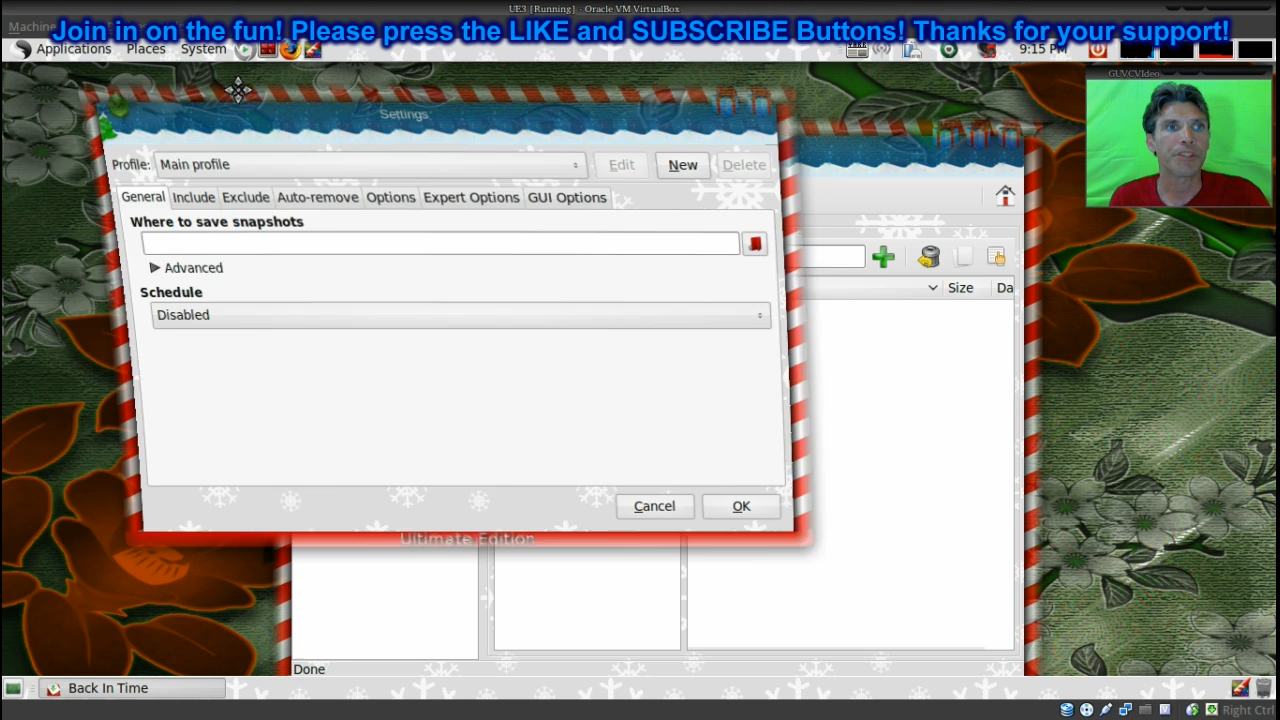 UE3 [Running] - Oracle VM VirtualBox
Machine
Join in on the fun! Please press the LIKE and SUBSCRIBE Buttons! Thanks for your support!
Applications Places System 9:15 PM
GUVCVideo
Settings
Profile: Main profile Edit New Delete
General Include Exclude Auto-remove Options Expert Options GUI Options
Where to save snapshots
Advanced
Size Da
Schedule
Disabled
Cancel OK
Ultimate Edition
Done
Back In Time
Right Ctrl